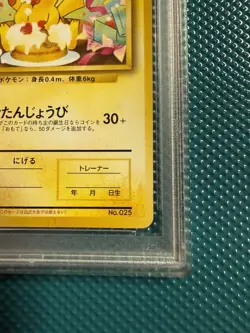 ポケモン：身長0.4m、体重6kg
たんじょうび 30+
このカードの持ち主の誕生日ならコインを
「おもて」なら、50ダメージを追加する。
にげる
トレーナー
年 月 日生
No.025